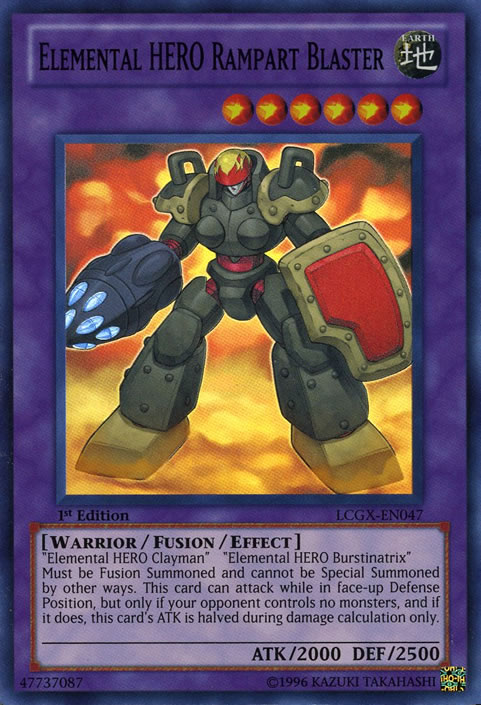 ELEMENTAL HERO RAMPART BLASTER
EARTH
地
1st Edition
LCGX-EN047
[WARRIOR / FUSION / EFFECT]
"Elemental HERO Clayman" "Elemental HERO Burstinatrix"
Must be Fusion Summoned and cannot be Special Summoned
by other ways. This card can attack while in face-up Defense
Position, but only if your opponent controls no monsters, and if
it does, this card's ATK is halved during damage calculation only.
ATK/2000 DEF/2500
47737087
©1996 KAZUKI TAKAHASHI